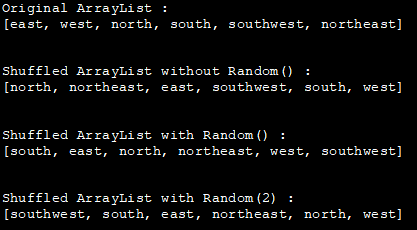 Original ArrayList :
[east, west, north, south, southwest, northeast]
Shuffled ArrayList without Random() :
[north, northeast, east, southwest, south, west]
Shuffled ArrayList with Random() :
[south, east, north, northeast, west, southwest]
Shuffled ArrayList with Random(2) :
[southwest, south, east, northeast, north, west]